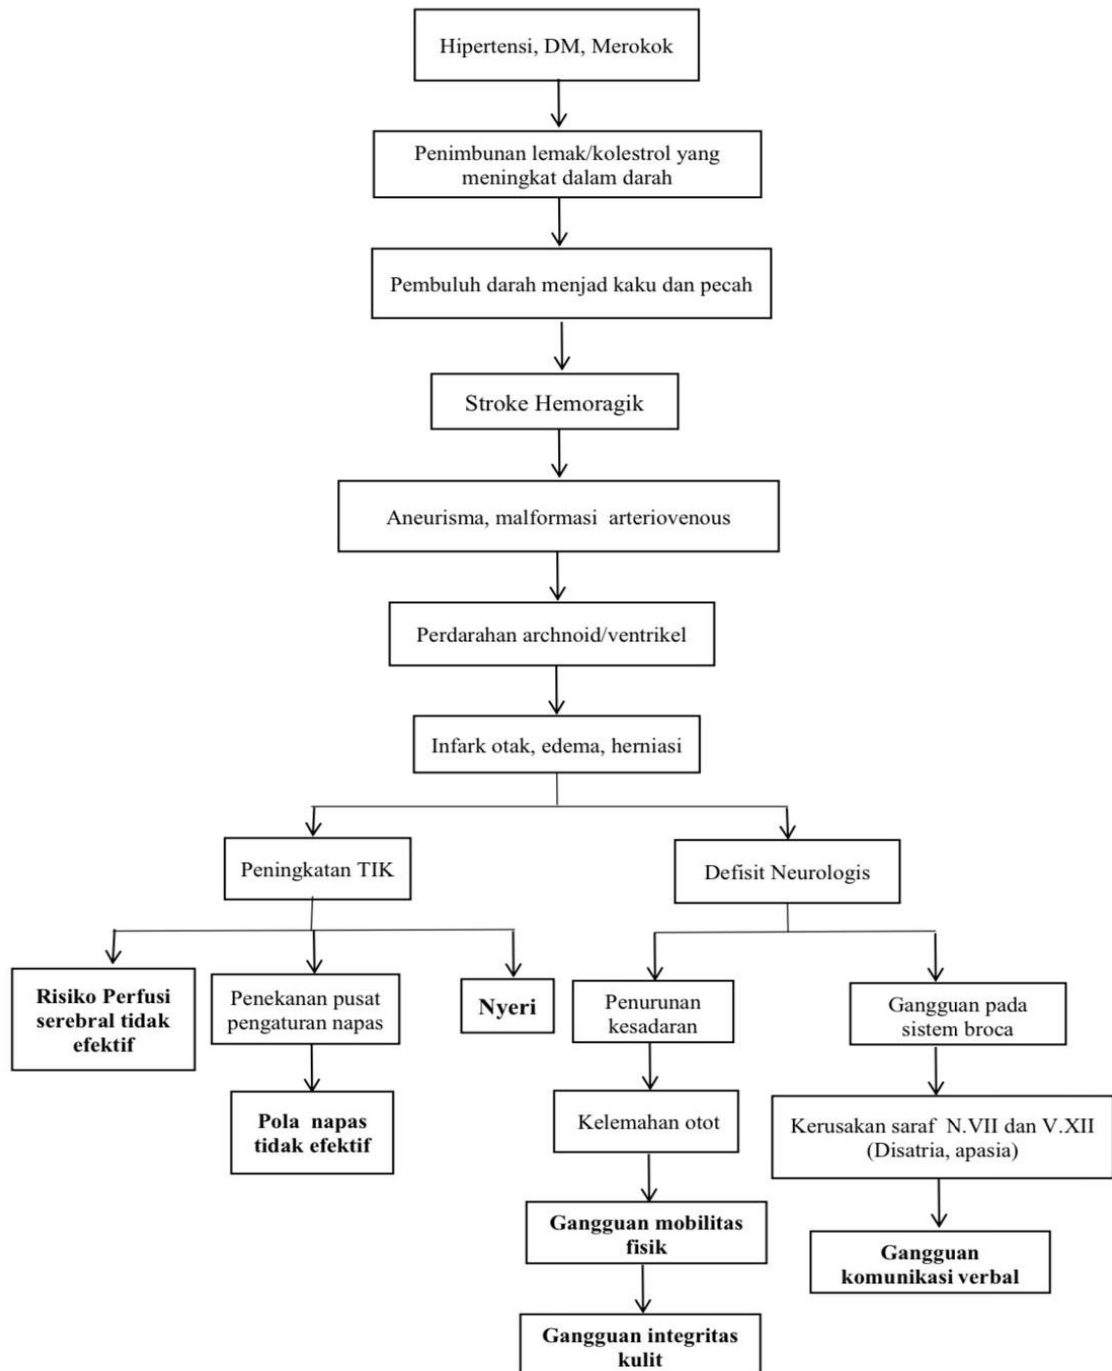 Hipertensi, DM, Merokok
Penimbunan lemak/kolestrol yang
meningkat dalam darah
Pembuluh darah menjad kaku dan pecah
Stroke Hemoragik
Aneurisma, malformasi arteriovenous
Perdarahan archnoid/ventrikel
Infark otak, edema, herniasi
Peningkatan TIK
Defisit Neurologis
Risiko Perfusi
serebral tidak
efektif
Penekanan pusat
pengaturan napas
Nyeri
Penurunan
kesadaran
Gangguan pada
sistem broca
Pola napas
tidak efektif
Kelemahan otot
Kerusakan saraf N.VII dan V.XII
(Disatria, apasia)
Gangguan mobilitas
fisik
Gangguan
komunikasi verbal
Gangguan integritas
kulit